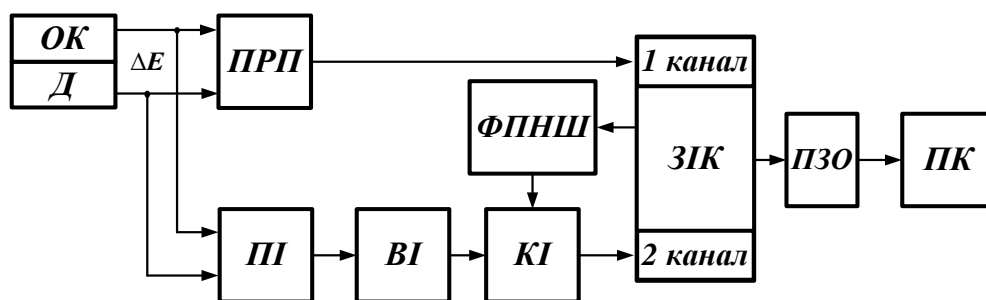 ОК
Д
ΔE
ПРП
1 канал
ФПНШ
ЗІК
ПЗО
ПК
ПІ
ВІ
КІ
2 канал